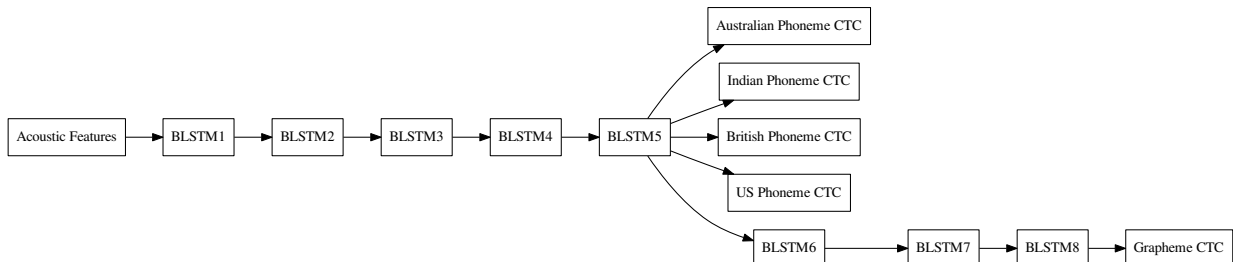 Australian Phoneme CTC
Indian Phoneme CTC
Acoustic Features BLSTM1 BLSTM2 BLSTM3 BLSTM4 BLSTM5 British Phoneme CTC
US Phoneme CTC
BLSTM6 BLSTM7 BLSTM8 Grapheme CTC